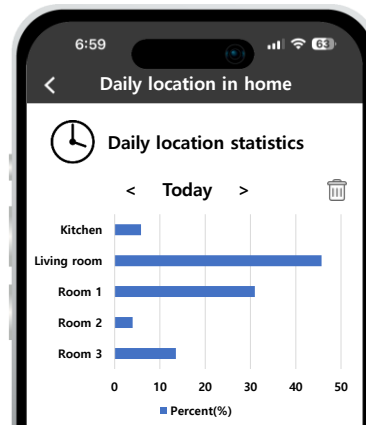 6:59 63
< Daily location in home
Daily location statistics
< Today >
Kitchen
Living room
Room 1
Room 2
Room 3
0 10 20 30 40 50
Percent(%)